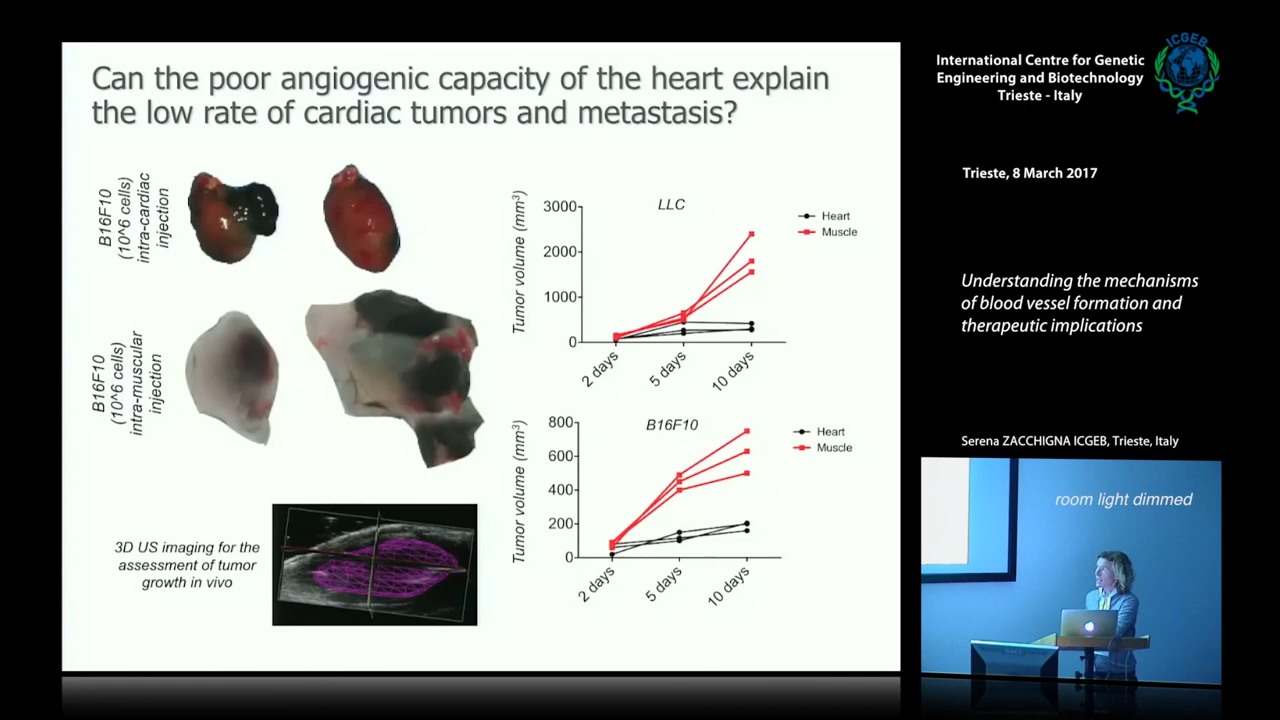 Can the poor angiogenic capacity of the heart explain
the low rate of cardiac tumors and metastasis?
B16F10
(10^6 cells)
intra-cardiac
injection
B16F10
(10^6 cells)
intra-muscular
injection
3D US imaging for the
assessment of tumor
growth in vivo
LLC
Tumor volume (mm³)
3000
2000
1000
0
2 days
5 days
10 days
Heart
Muscle
B16F10
Tumor volume (mm³)
800
600
400
200
0
2 days
5 days
10 days
Heart
Muscle
International Centre for Genetic
Engineering and Biotechnology
Trieste - Italy
ICGEB
Trieste, 8 March 2017
Understanding the mechanisms
of blood vessel formation and
therapeutic implications
Serena ZACCHIGNA ICGEB, Trieste, Italy
room light dimmed